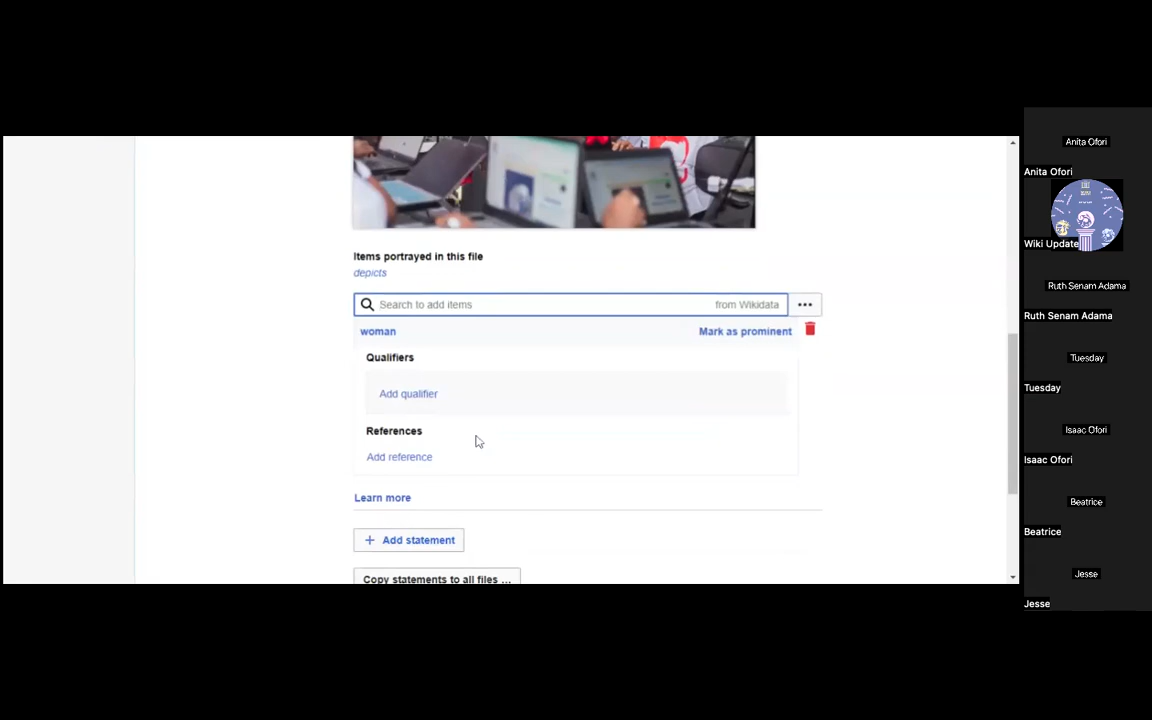 Items portrayed in this file
depicts
Search to add items from Wikidata
woman Mark as prominent
Qualifiers
Add qualifier
References
Add reference
Learn more
+ Add statement
Copy statements to all files ...
Anita Ofori
Anita Ofori
Wiki Update
Ruth Senam Adama
Ruth Senam Adama
Tuesday
Tuesday
Isaac Ofori
Isaac Ofori
Beatrice
Beatrice
Jesse
Jesse